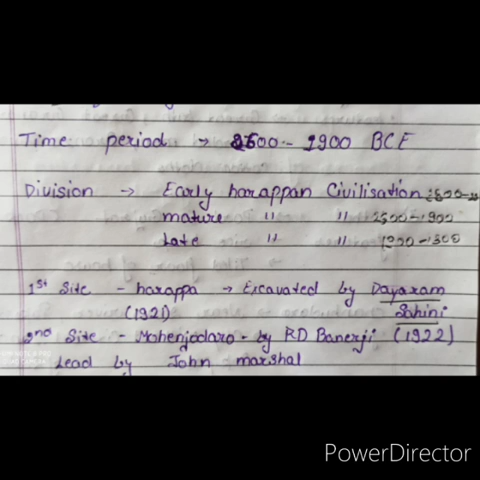 Time period → 2600 - 1900 BCE
Division → Early harappan Civilisation
mature " " 2500-1900
Late " " 1900-1300
1st Site - harappa → Excavated by Dayaram
(1921) Sahini
2nd Site - Mohenjodaro - by RD Banerji (1922)
Lead by John marshal
PowerDirector